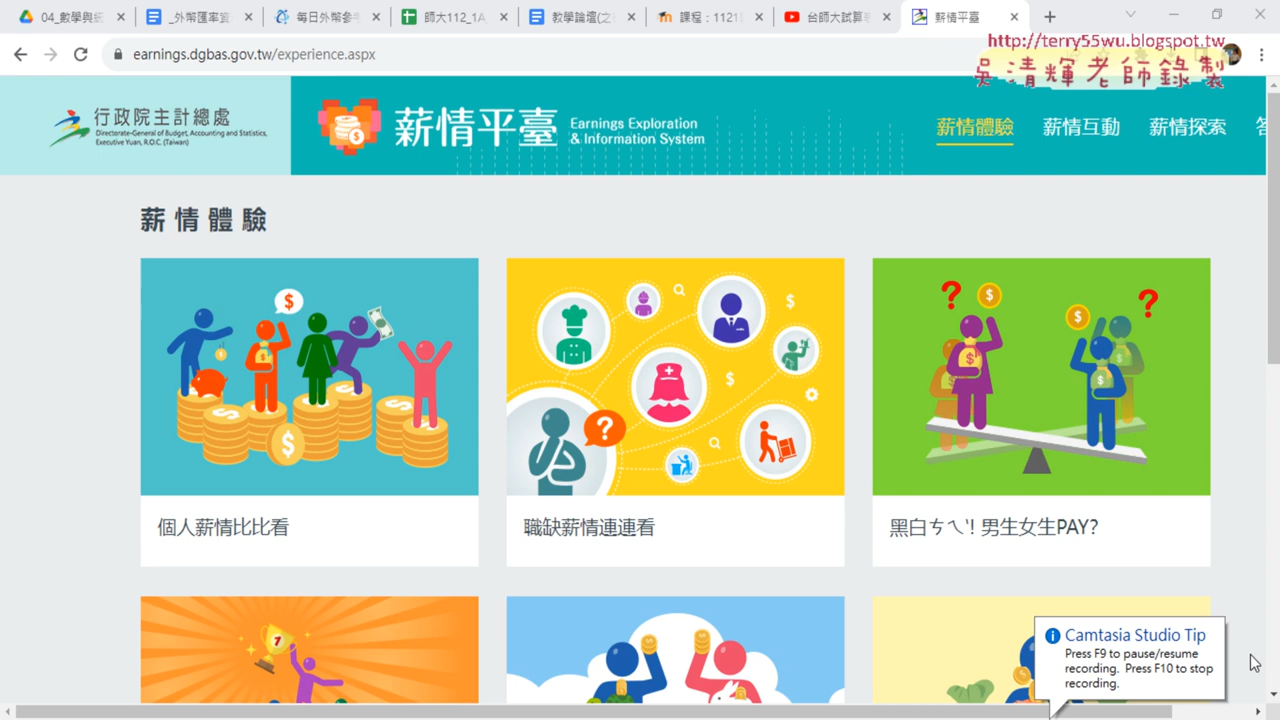 04_數學與統
_外幣匯率資
每日外幣參考
師大112_1A
教學論壇(之
課程：1121
台師大試算
薪情平臺
http://terry55wu.blogspot.tw
earnings.dgbas.gov.tw/experience.aspx
吳清輝老師錄製
行政院主計總處
Directorate-General of Budget, Accounting and Statistics,
Executive Yuan, R.O.C. (Taiwan)
薪情平臺
Earnings Exploration
& Information System
薪情體驗
薪情互動
薪情探索
薪情體驗
個人薪情比比看
職缺薪情連連看
黑白ㄘㄟˋ! 男生女生PAY?
Camtasia Studio Tip
Press F9 to pause/resume
recording. Press F10 to stop
recording.